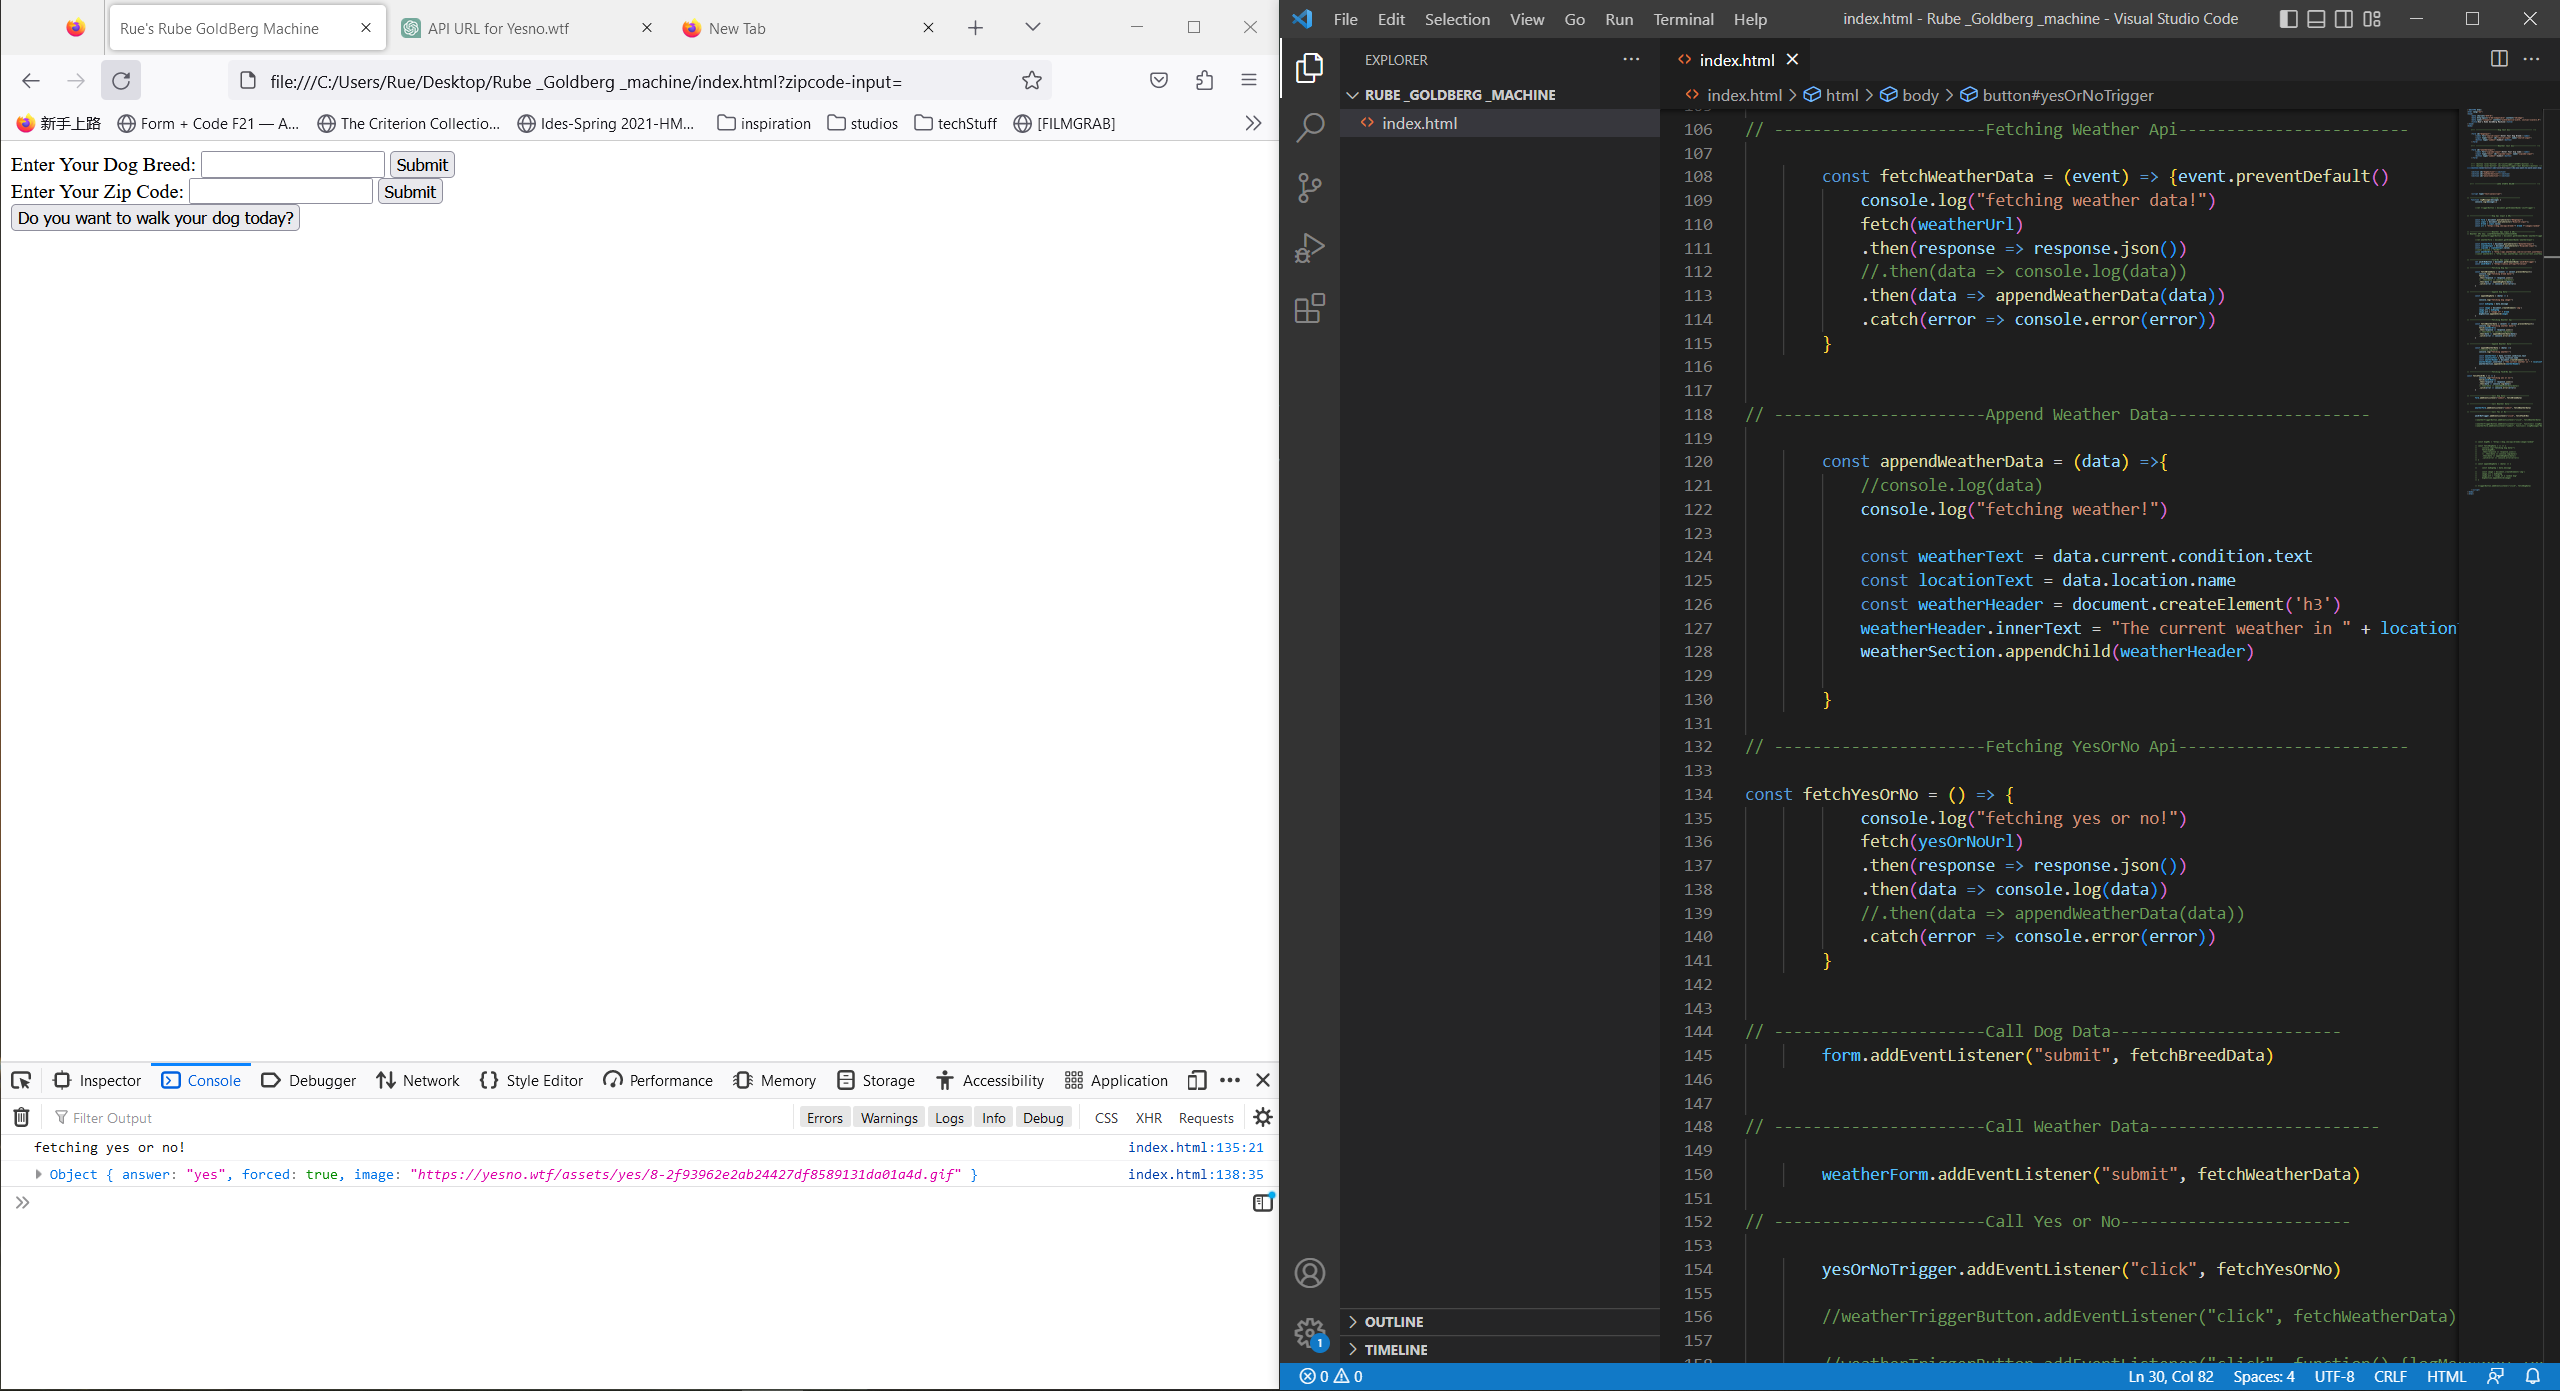 Rue's Rube GoldBerg Machine
API URL for Yesno.wtf
New Tab
file:///C:/Users/Rue/Desktop/Rube _Goldberg _machine/index.html?zipcode-input=
新手上路 Form + Code F21 — A... The Criterion Collectio... Ides-Spring 2021-HM... inspiration studios techStuff [FILMGRAB]
Enter Your Dog Breed: Submit
Enter Your Zip Code: Submit
Do you want to walk your dog today?
Inspector Console Debugger Network Style Editor Performance Memory Storage Accessibility Application
Filter Output Errors Warnings Logs Info Debug CSS XHR Requests
fetching yes or no! index.html:135:21
Object { answer: "yes", forced: true, image: "https://yesno.wtf/assets/yes/8-2f93962e2ab24427df8589131da01a4d.gif" } index.html:138:35
File Edit Selection View Go Run Terminal Help index.html - Rube _Goldberg _machine - Visual Studio Code
EXPLORER
RUBE _GOLDBERG _MACHINE
index.html
OUTLINE
TIMELINE
1
index.html
index.html > html > body > button#yesOrNoTrigger
106 // ----------------------Fetching Weather Api------------------------
107
108 const fetchWeatherData = (event) => {event.preventDefault()
109 console.log("fetching weather data!")
110 fetch(weatherUrl)
111 .then(response => response.json())
112 //.then(data => console.log(data))
113 .then(data => appendWeatherData(data))
114 .catch(error => console.error(error))
115 }
116
117
118 // ----------------------Append Weather Data---------------------
119
120 const appendWeatherData = (data) =>{
121 //console.log(data)
122 console.log("fetching weather!")
123
124 const weatherText = data.current.condition.text
125 const locationText = data.location.name
126 const weatherHeader = document.createElement('h3')
127 weatherHeader.innerText = "The current weather in " + location
128 weatherSection.appendChild(weatherHeader)
129
130 }
131
132 // ----------------------Fetching YesOrNo Api------------------------
133
134 const fetchYesOrNo = () => {
135 console.log("fetching yes or no!")
136 fetch(yesOrNoUrl)
137 .then(response => response.json())
138 .then(data => console.log(data))
139 //.then(data => appendWeatherData(data))
140 .catch(error => console.error(error))
141 }
142
143
144 // ----------------------Call Dog Data------------------------
145 form.addEventListener("submit", fetchBreedData)
146
147
148 // ----------------------Call Weather Data------------------------
149
150 weatherForm.addEventListener("submit", fetchWeatherData)
151
152 // ----------------------Call Yes or No------------------------
153
154 yesOrNoTrigger.addEventListener("click", fetchYesOrNo)
155
156 //weatherTriggerButton.addEventListener("click", fetchWeatherData)
157
0 0 Ln 30, Col 82 Spaces: 4 UTF-8 CRLF HTML